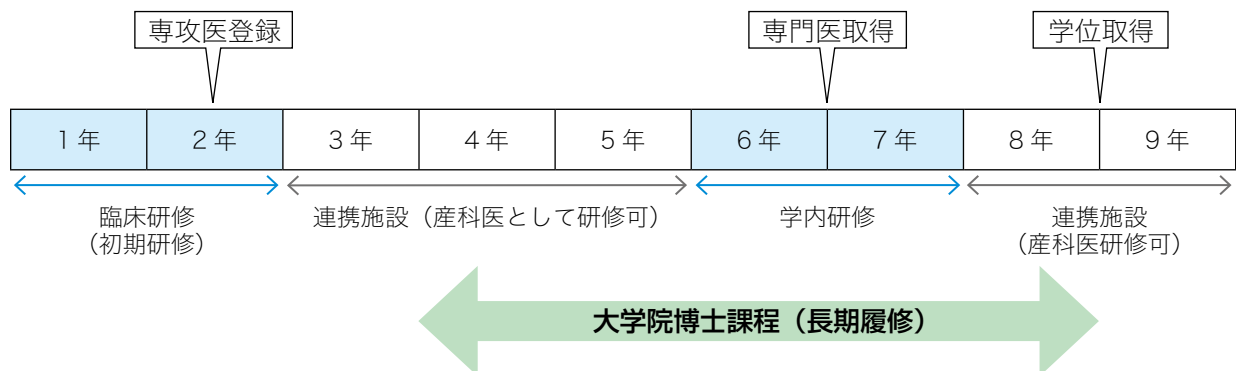 専攻医登録
専門医取得
学位取得
1年
2年
3年
4年
5年
6年
7年
8年
9年
臨床研修
（初期研修）
連携施設（産科医として研修可）
学内研修
連携施設
（産科医研修可）
大学院博士課程（長期履修）